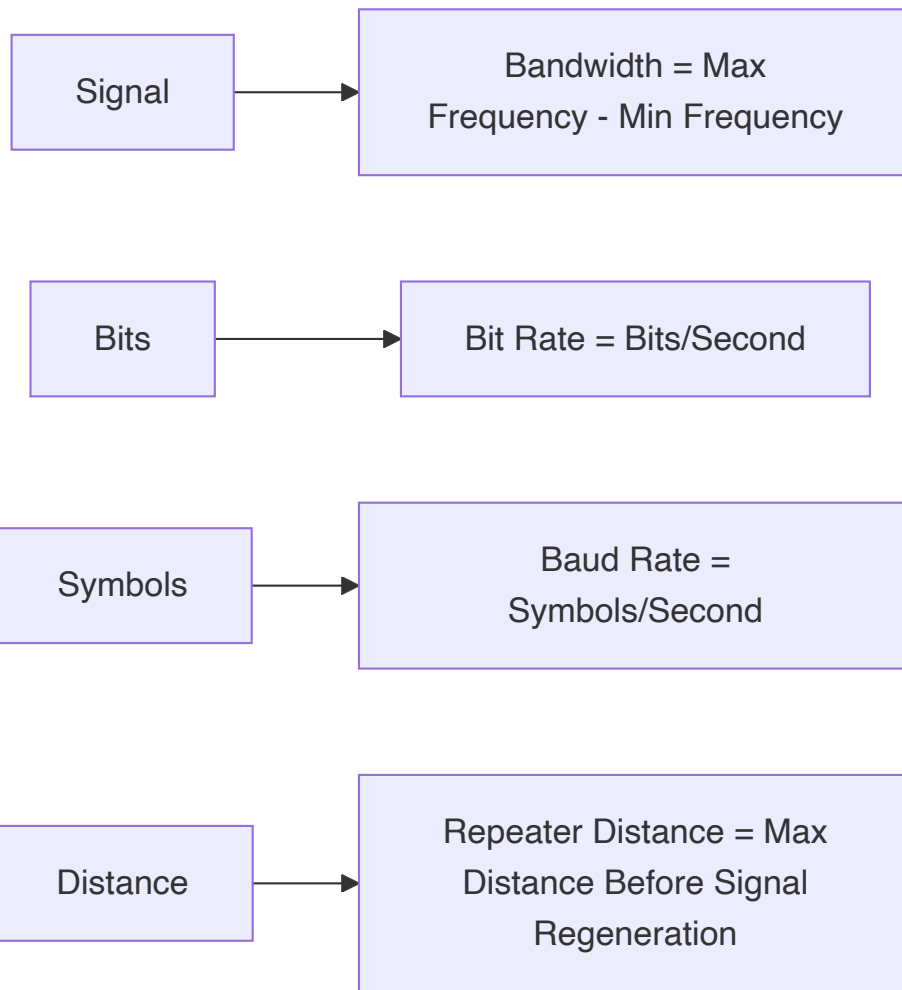 Signal
Bandwidth = Max
Frequency - Min Frequency
Bits
Bit Rate = Bits/Second
Symbols
Baud Rate =
Symbols/Second
Distance
Repeater Distance = Max
Distance Before Signal
Regeneration